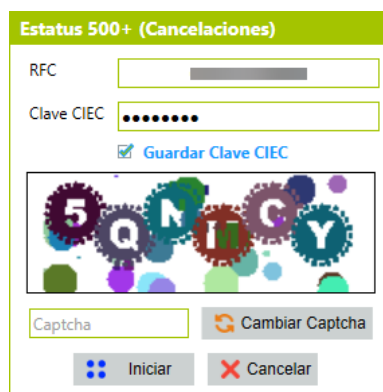 Estatus 500+ (Cancelaciones)
RFC
Clave CIEC ●●●●●●●●
Guardar Clave CIEC
5QNMCY
Captcha Cambiar Captcha
Iniciar Cancelar